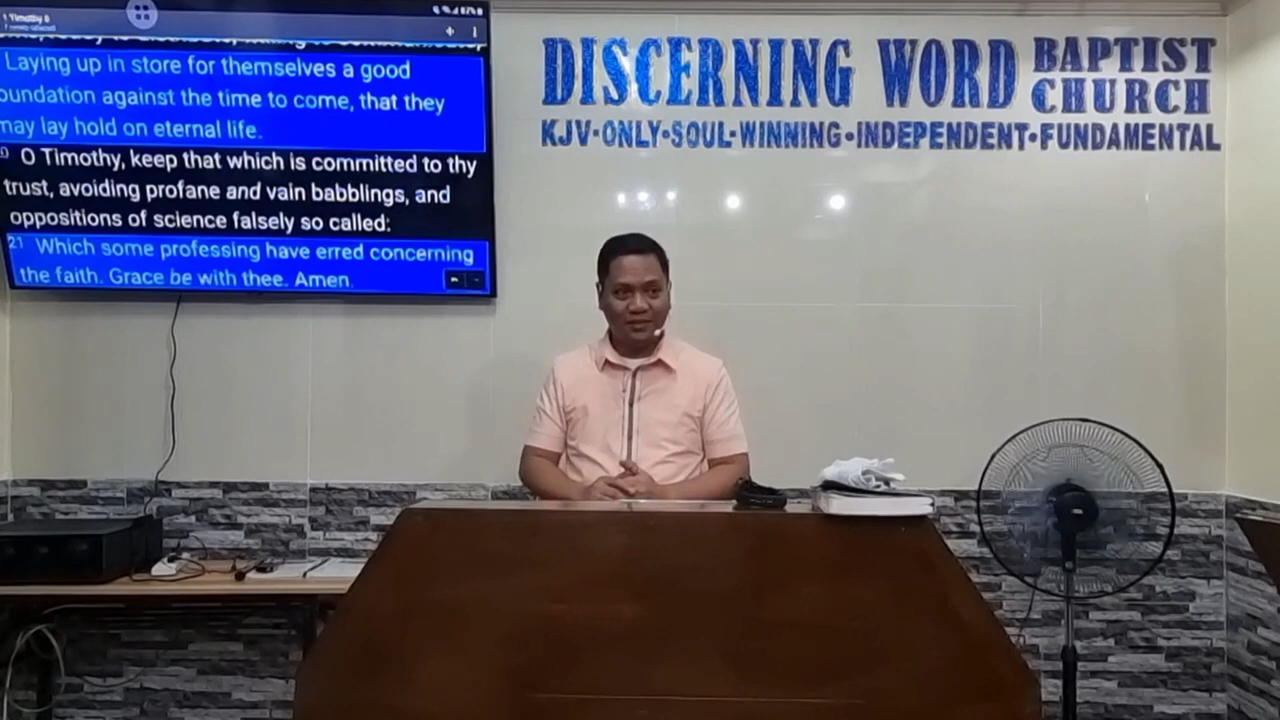 1 Timothy 6
Laying up in store for themselves a good
oundation against the time to come, that they
may lay hold on eternal life.
O Timothy, keep that which is committed to thy
trust, avoiding profane and vain babblings, and
oppositions of science falsely so called:
21 Which some professing have erred concerning
the faith. Grace be with thee. Amen.
DISCERNING WORD BAPTIST CHURCH
KJV-ONLY•SOUL-WINNING•INDEPENDENT•FUNDAMENTAL